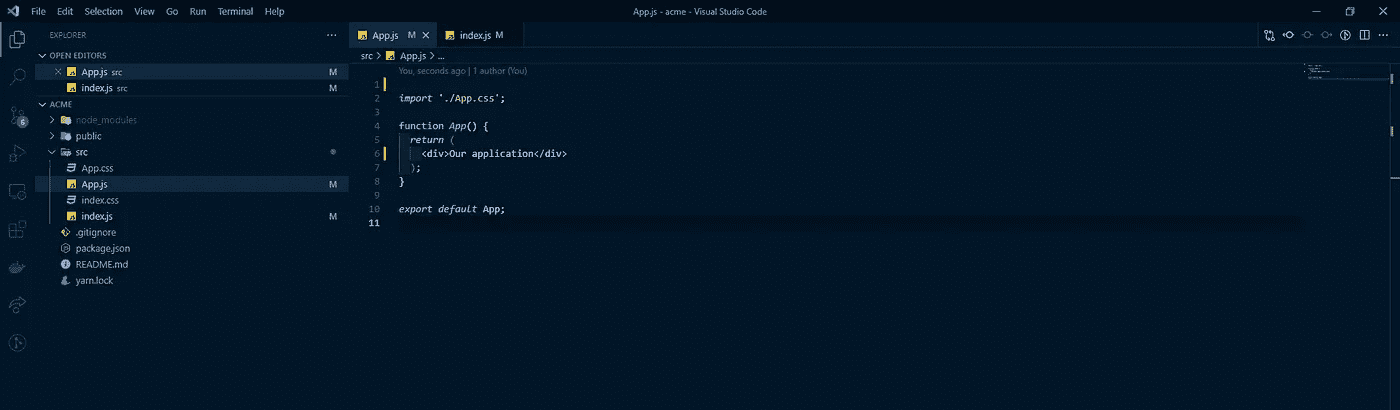 File Edit Selection View Go Run Terminal Help
App.js - acme - Visual Studio Code
EXPLORER
OPEN EDITORS
App.js src M
index.js src M
ACME
node_modules
public
src
App.css
App.js M
index.css
index.js M
.gitignore
package.json
README.md
yarn.lock
6
App.js M
index.js M
src > App.js > ...
You, seconds ago | 1 author (You)
1
2 import './App.css';
3
4 function App() {
5 return (
6 <div>Our application</div>
7 );
8 }
9
10 export default App;
11